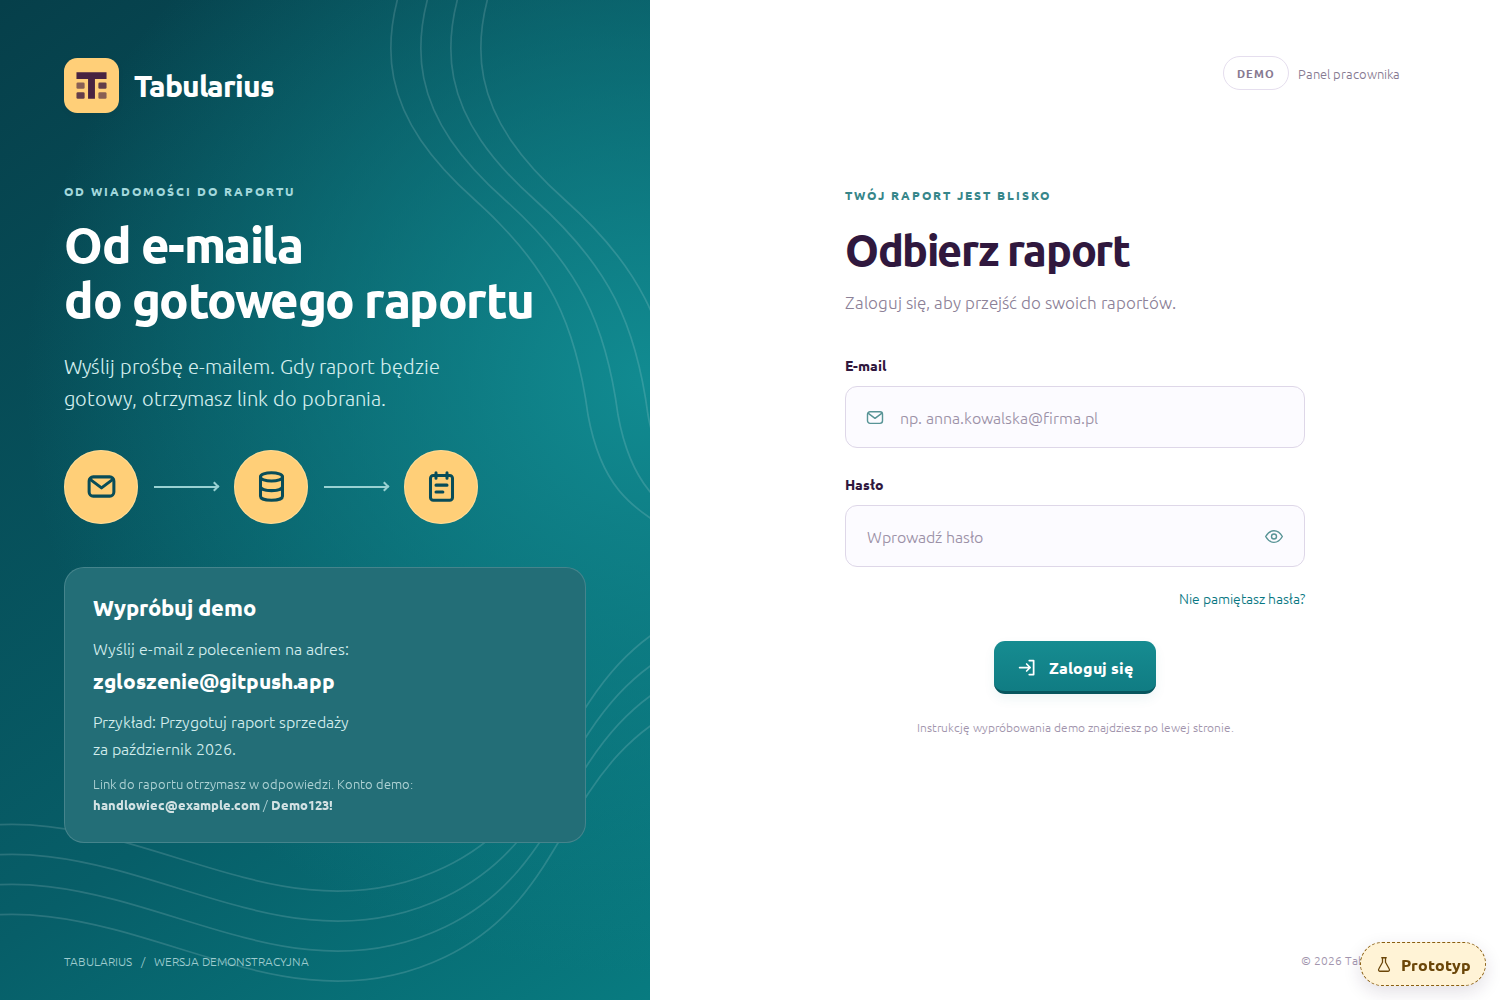 Tabularius
OD WIADOMOŚCI DO RAPORTU
Od e-maila
do gotowego raportu
Wyślij prośbę e-mailem. Gdy raport będzie
gotowy, otrzymasz link do pobrania.
Wypróbuj demo
Wyślij e-mail z poleceniem na adres:
zgloszenie@gitpush.app
Przykład: Przygotuj raport sprzedaży
za październik 2026.
Link do raportu otrzymasz w odpowiedzi. Konto demo:
handlowiec@example.com / Demo123!
TABULARIUS / WERSJA DEMONSTRACYJNA
DEMO Panel pracownika
TWÓJ RAPORT JEST BLISKO
Odbierz raport
Zaloguj się, aby przejść do swoich raportów.
E-mail
np. anna.kowalska@firma.pl
Hasło
Wprowadź hasło
Nie pamiętasz hasła?
Zaloguj się
Instrukcję wypróbowania demo znajdziesz po lewej stronie.
© 2026
Prototyp